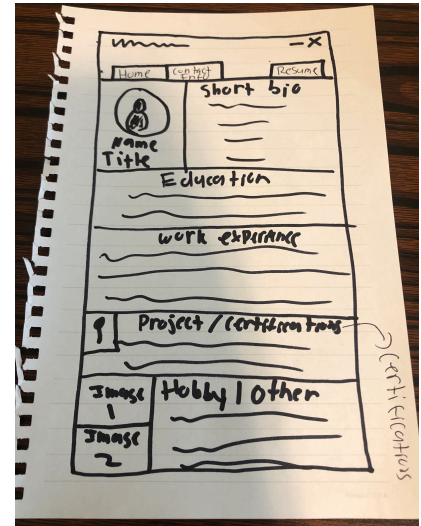 Home Contact Info Resume
Short bio
Name
Title
Education
work experience
Project / certifications
certifications
Image 1
Hobby | Other
Image 2